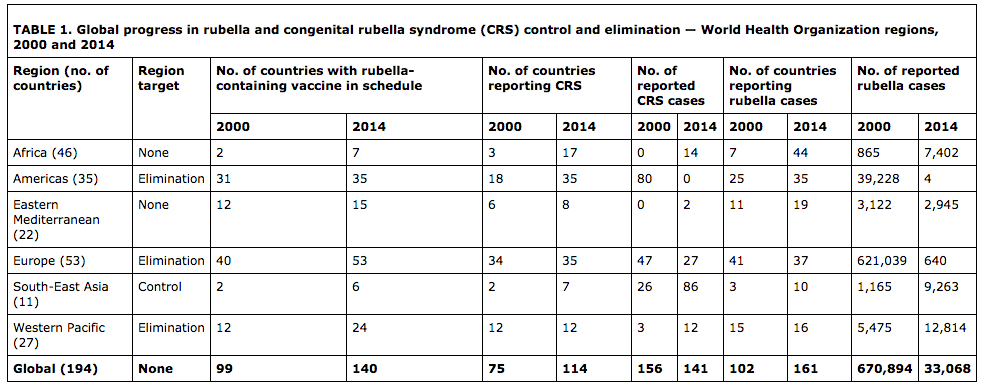 TABLE 1. Global progress in rubella and congenital rubella syndrome (CRS) control and elimination — World Health Organization regions,
2000 and 2014
Region (no. of countries) Region target No. of countries with rubella-containing vaccine in schedule No. of countries reporting CRS No. of reported CRS cases No. of countries reporting rubella cases No. of reported rubella cases
2000 2014 2000 2014 2000 2014 2000 2014 2000 2014
Africa (46) None 2 7 3 17 0 14 7 44 865 7,402
Americas (35) Elimination 31 35 18 35 80 0 25 35 39,228 4
Eastern Mediterranean (22) None 12 15 6 8 0 2 11 19 3,122 2,945
Europe (53) Elimination 40 53 34 35 47 27 41 37 621,039 640
South-East Asia (11) Control 2 6 2 7 26 86 3 10 1,165 9,263
Western Pacific (27) Elimination 12 24 12 12 3 12 15 16 5,475 12,814
Global (194) None 99 140 75 114 156 141 102 161 670,894 33,068